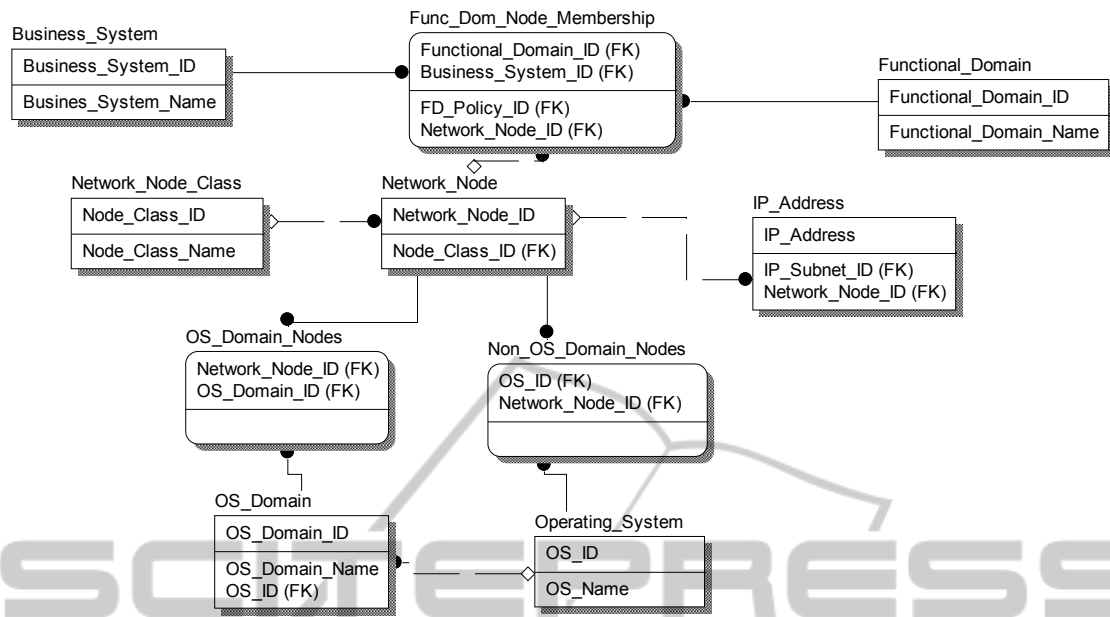 Func_Dom_Node_Membership
Functional_Domain_ID (FK)
Business_System_ID (FK)
FD_Policy_ID (FK)
Network_Node_ID (FK)
Business_System
Business_System_ID
Busines_System_Name
Functional_Domain
Functional_Domain_ID
Functional_Domain_Name
Network_Node_Class
Node_Class_ID
Node_Class_Name
Network_Node
Network_Node_ID
Node_Class_ID (FK)
IP_Address
IP_Address
IP_Subnet_ID (FK)
Network_Node_ID (FK)
OS_Domain_Nodes
Network_Node_ID (FK)
OS_Domain_ID (FK)
Non_OS_Domain_Nodes
OS_ID (FK)
Network_Node_ID (FK)
OS_Domain
OS_Domain_ID
OS_Domain_Name
OS_ID (FK)
Operating_System
OS_ID
OS_Name
SCITEPRESS